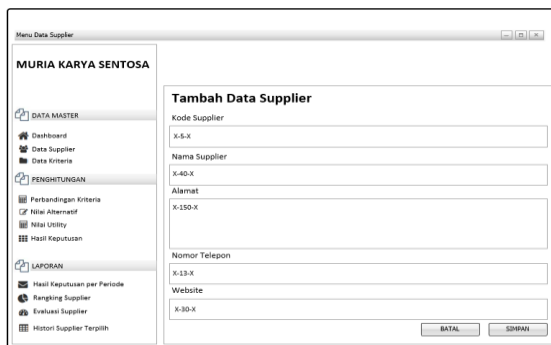 Menu Data Supplier
MURIA KARYA SENTOSA
DATA MASTER
Dashboard
Data Supplier
Data Kriteria
PENGHITUNGAN
Perbandingan Kriteria
Nilai Alternatif
Nilai Utility
Hasil Keputusan
LAPORAN
Hasil Keputusan per Periode
Rangking Supplier
Evaluasi Supplier
Histori Supplier Terpilih
Tambah Data Supplier
Kode Supplier
X-5-X
Nama Supplier
X-40-X
Alamat
X-150-X
Nomor Telepon
X-13-X
Website
X-30-X
BATAL SIMPAN